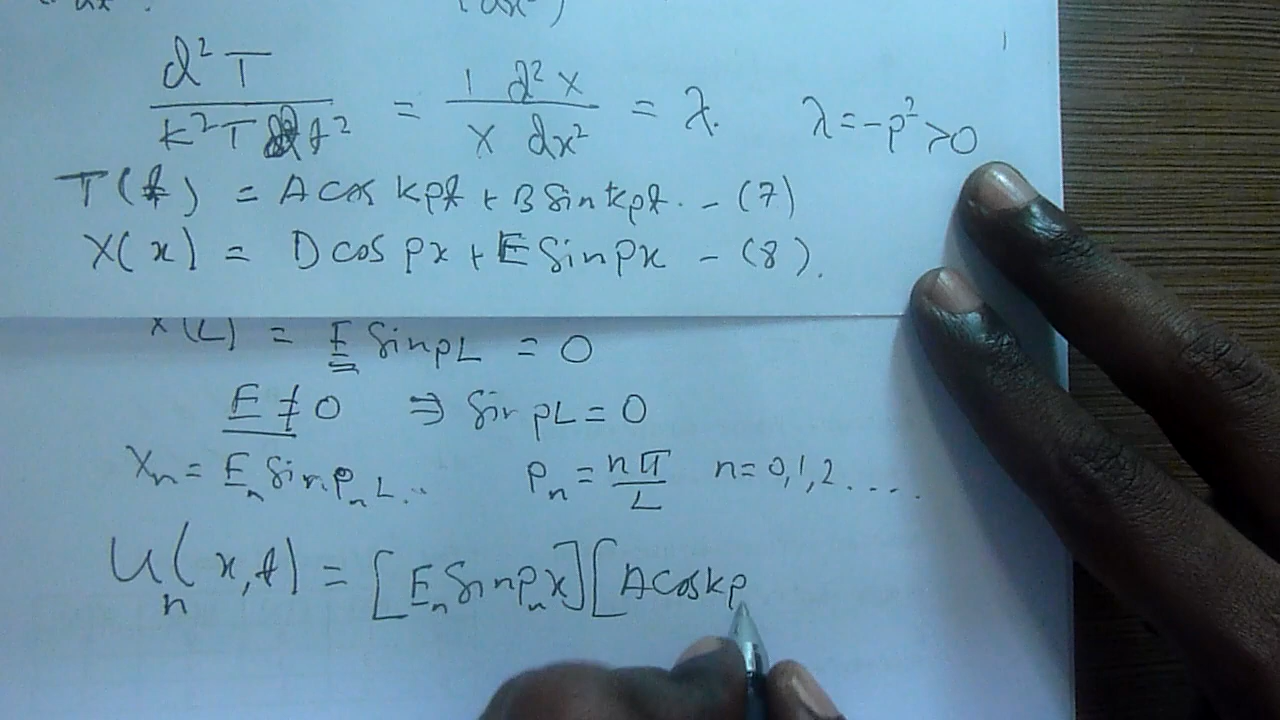 d²T / k²T dt² = 1 d²X / X dx² = λ. λ = -p² > 0
T(t) = A cos kpt + B sin kpt. - (7)
X(x) = D cos px + E sin px - (8).
X(L) = E sin pL = 0
E ≠ 0 ⇒ sin pL = 0
Xₙ = Eₙ sin pₙL.. pₙ = nπ/L n = 0, 1, 2 ....
Uₙ(x,t) = [Eₙ sin pₙx][A cos kp